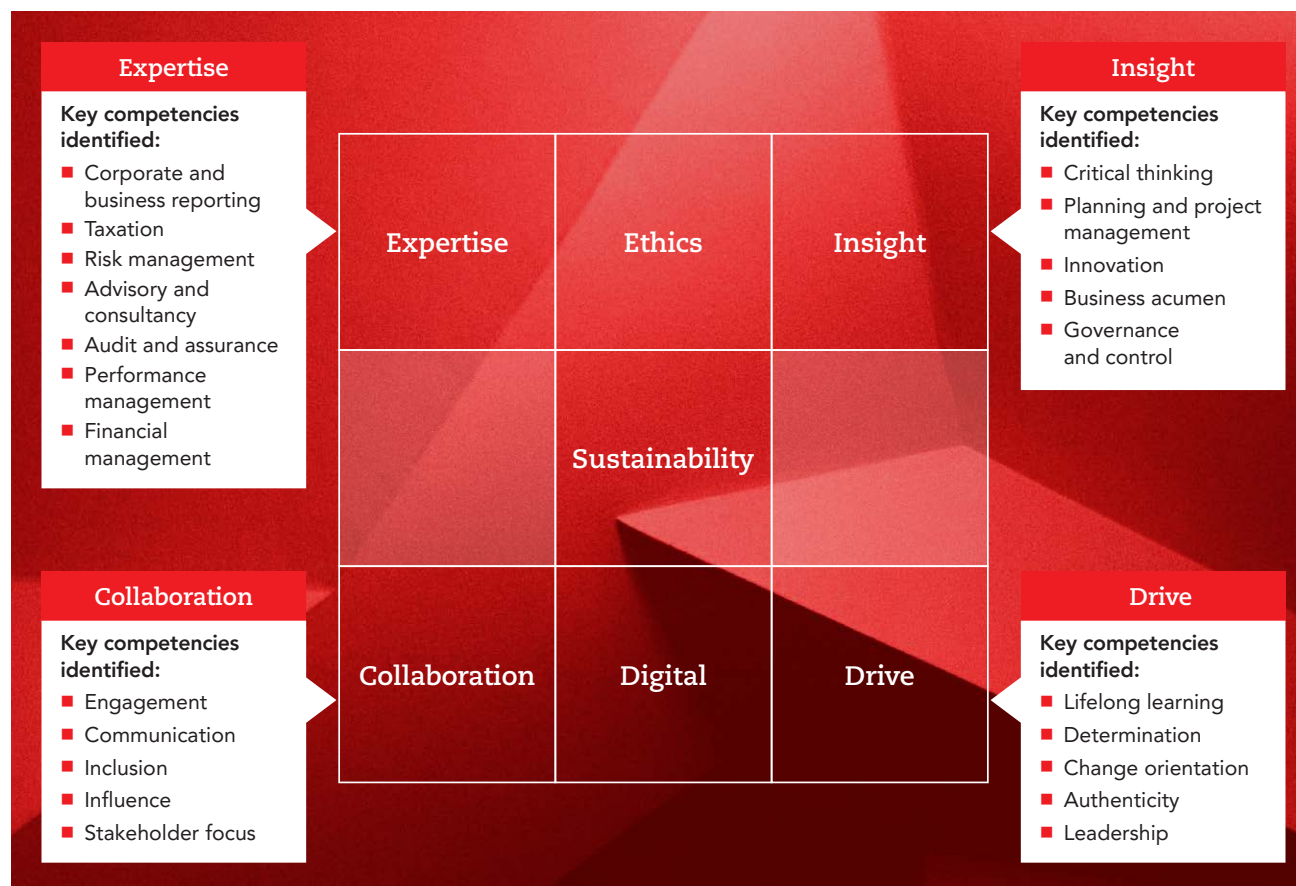 Expertise
Key competencies
identified:
Corporate and
business reporting
Taxation
Risk management
Advisory and
consultancy
Audit and assurance
Performance
management
Financial
management
Expertise
Ethics
Insight
Sustainability
Collaboration
Digital
Drive
Insight
Key competencies
identified:
Critical thinking
Planning and project
management
Innovation
Business acumen
Governance
and control
Collaboration
Key competencies
identified:
Engagement
Communication
Inclusion
Influence
Stakeholder focus
Drive
Key competencies
identified:
Lifelong learning
Determination
Change orientation
Authenticity
Leadership